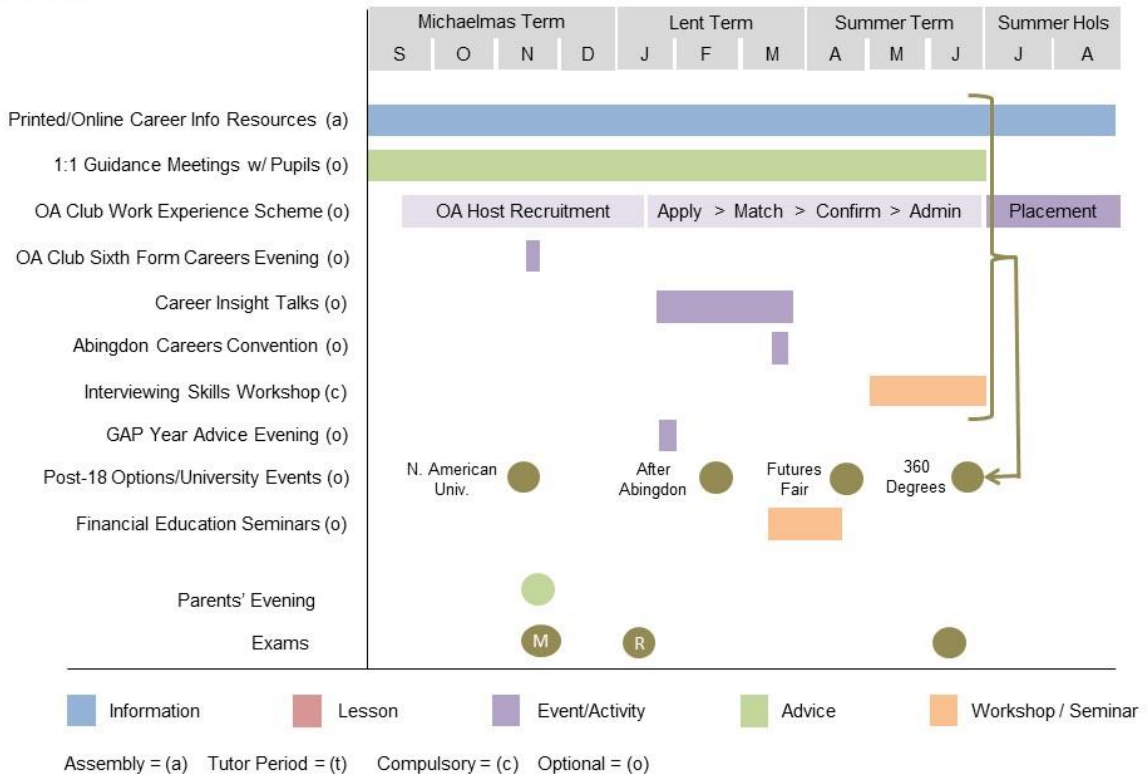 Michaelmas Term Lent Term Summer Term Summer Hols
S O N D J F M A M J J A
Printed/Online Career Info Resources (a)
1:1 Guidance Meetings w/ Pupils (o)
OA Club Work Experience Scheme (o) OA Host Recruitment Apply > Match > Confirm > Admin Placement
OA Club Sixth Form Careers Evening (o)
Career Insight Talks (o)
Abingdon Careers Convention (o)
Interviewing Skills Workshop (c)
GAP Year Advice Evening (o)
Post-18 Options/University Events (o)
N. American
Univ.
After
Abingdon
Futures
Fair
360
Degrees
Financial Education Seminars (o)
Parents' Evening
Exams M R
Information Lesson Event/Activity Advice Workshop / Seminar
Assembly = (a) Tutor Period = (t) Compulsory = (c) Optional = (o)